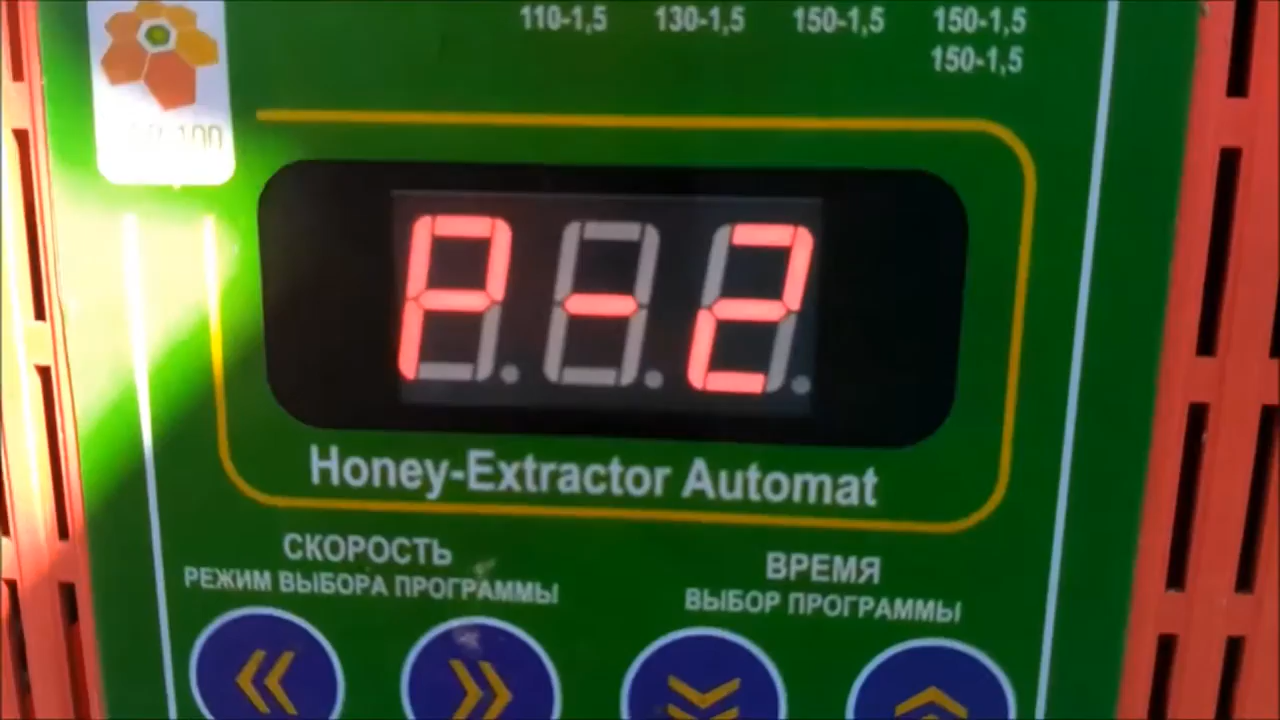 110-1,5 130-1,5 150-1,5 150-1,5
150-1,5
P-2
Honey-Extractor Automat
СКОРОСТЬ
РЕЖИМ ВЫБОРА ПРОГРАММЫ
ВРЕМЯ
ВЫБОР ПРОГРАММЫ